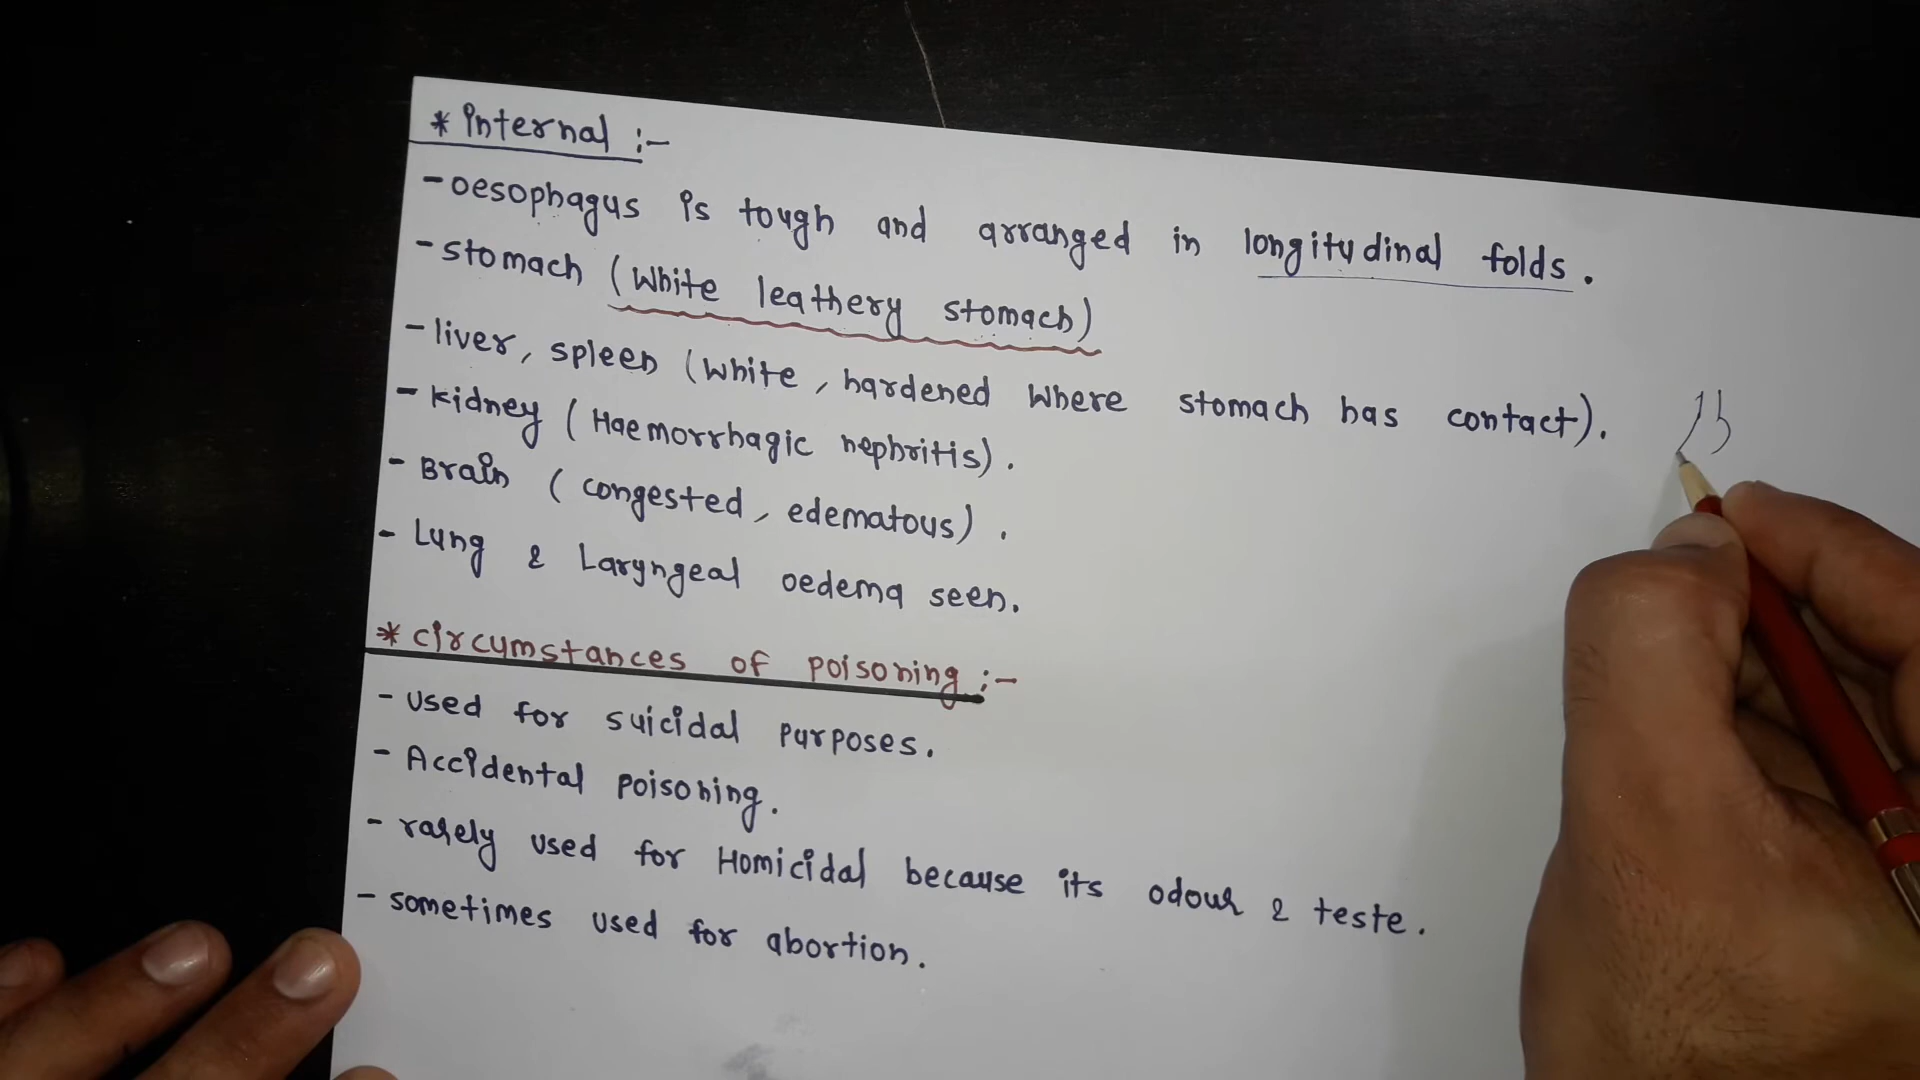 * internal :-
- oesophagus is tough and arranged in longitudinal folds.
- stomach (White leathery stomach)
- liver, spleen (White, hardened Where stomach has contact).
- Kidney (Haemorrhagic nephritis).
- Brain (congested, edematous).
- Lung & Laryngeal oedema seen.
* circumstances of poisoning :-
- used for suicidal purposes.
- Accidental poisoning.
- rarely used for Homicidal because its odour & teste.
- sometimes used for abortion.